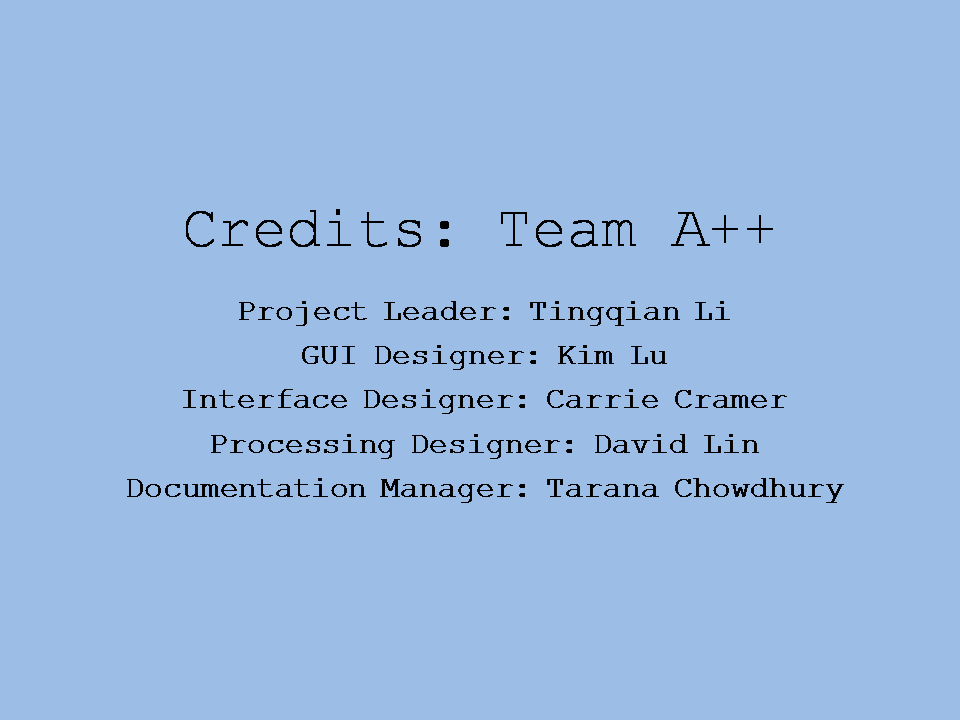 Credits: Team A++
Project Leader: Tingqian Li
GUI Designer: Kim Lu
Interface Designer: Carrie Cramer
Processing Designer: David Lin
Documentation Manager: Tarana Chowdhury